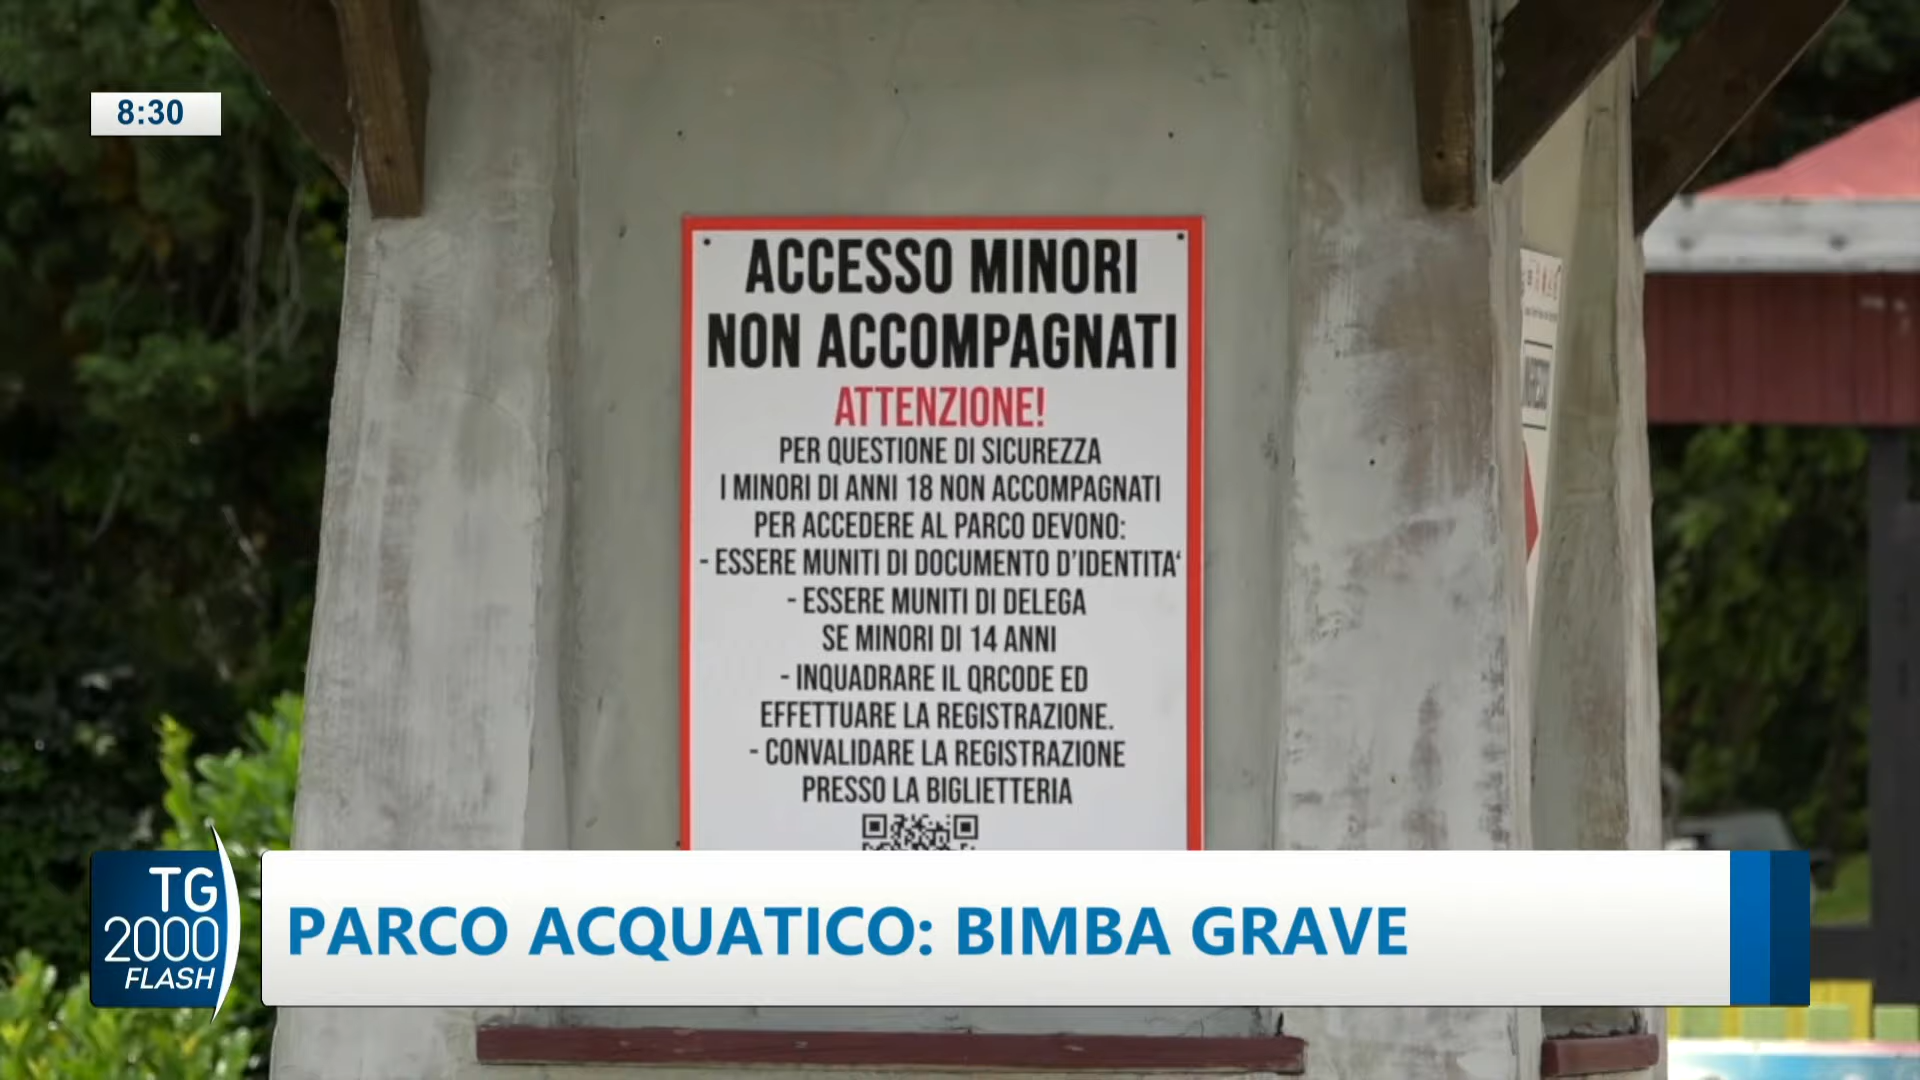 8:30
ACCESSO MINORI
NON ACCOMPAGNATI
ATTENZIONE!
PER QUESTIONE DI SICUREZZA
I MINORI DI ANNI 18 NON ACCOMPAGNATI
PER ACCEDERE AL PARCO DEVONO:
- ESSERE MUNITI DI DOCUMENTO D'IDENTITA‘
- ESSERE MUNITI DI DELEGA
SE MINORI DI 14 ANNI
- INQUADRARE IL QRCODE ED
EFFETTUARE LA REGISTRAZIONE.
- CONVALIDARE LA REGISTRAZIONE
PRESSO LA BIGLIETTERIA
TG
2000
FLASH
PARCO ACQUATICO: BIMBA GRAVE